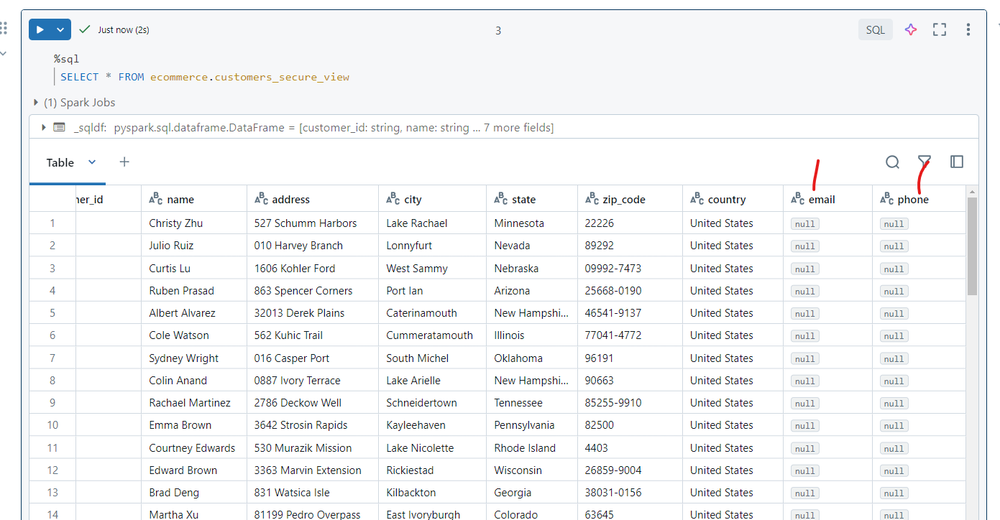 Just now (2s)
3
SQL
%sql
SELECT * FROM ecommerce.customers_secure_view
(1) Spark Jobs
_sqldf: pyspark.sql.dataframe.DataFrame = [customer_id: string, name: string ... 7 more fields]
Table
ner_id name address city state zip_code country email phone
1 Christy Zhu 527 Schumm Harbors Lake Rachael Minnesota 22226 United States null null
2 Julio Ruiz 010 Harvey Branch Lonnyfurt Nevada 89292 United States null null
3 Curtis Lu 1606 Kohler Ford West Sammy Nebraska 09992-7473 United States null null
4 Ruben Prasad 863 Spencer Corners Port Ian Arizona 25668-0190 United States null null
5 Albert Alvarez 32013 Derek Plains Caterinamouth New Hampshi... 46541-9137 United States null null
6 Cole Watson 562 Kuhic Trail Cummeratamouth Illinois 77041-4772 United States null null
7 Sydney Wright 016 Casper Port South Michel Oklahoma 96191 United States null null
8 Colin Anand 0887 Ivory Terrace Lake Arielle New Hampshi... 90663 United States null null
9 Rachael Martinez 2786 Deckow Well Schneidertown Tennessee 85255-9910 United States null null
10 Emma Brown 3642 Strosin Rapids Kayleehaven Pennsylvania 82500 United States null null
11 Courtney Edwards 530 Murazik Mission Lake Nicolette Rhode Island 4403 United States null null
12 Edward Brown 3363 Marvin Extension Rickiestad Wisconsin 26859-9004 United States null null
13 Brad Deng 831 Watsica Isle Kilbackton Georgia 38031-0156 United States null null
14 Martha Xu 81199 Pedro Overpass East Ivoryburgh Colorado 63645 United States null null